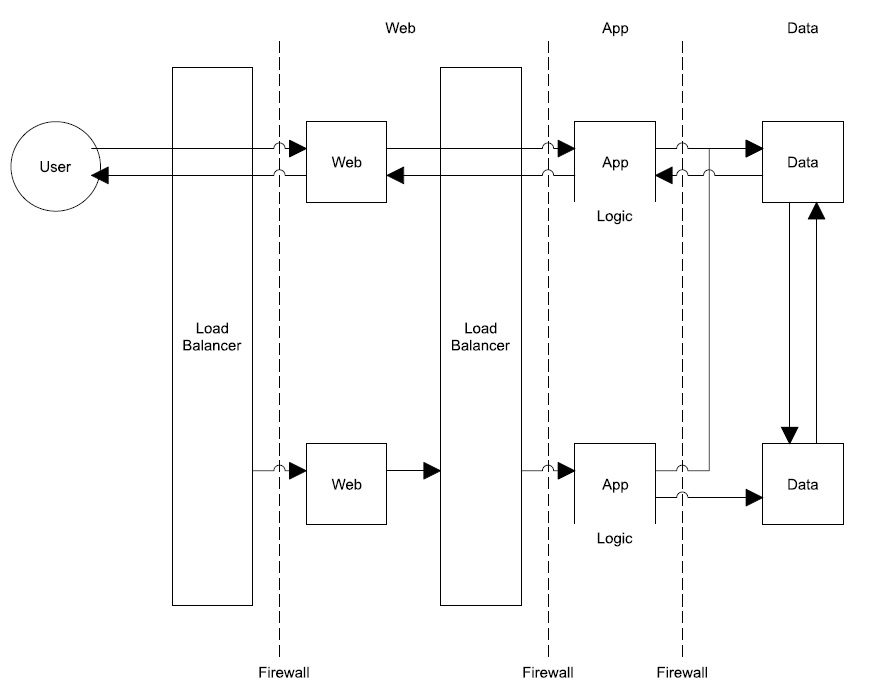 Web
App
Data
User
Web
App
Logic
Data
Load
Balancer
Load
Balancer
Web
App
Logic
Data
Firewall
Firewall
Firewall